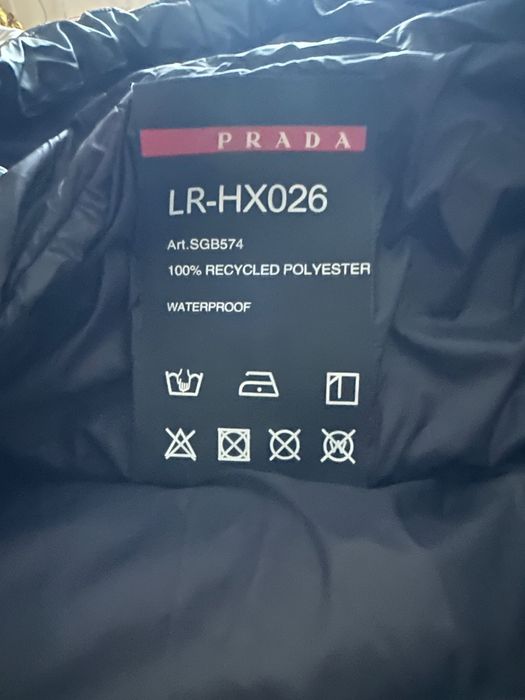 PRADA
LR-HX026
Art.SGB574
100% RECYCLED POLYESTER
WATERPROOF